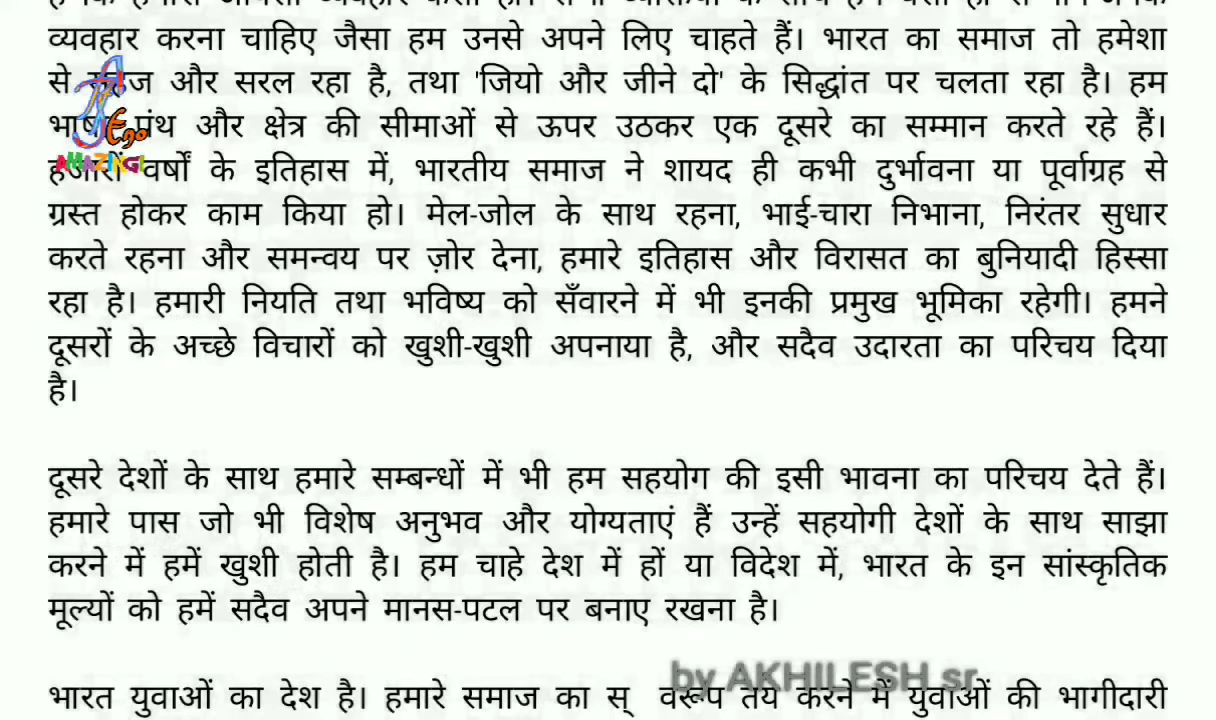 व्यवहार करना चाहिए जैसा हम उनसे अपने लिए चाहते हैं। भारत का समाज तो हमेशा
से सहज और सरल रहा है, तथा 'जियो और जीने दो' के सिद्धांत पर चलता रहा है। हम
भाषा, पंथ और क्षेत्र की सीमाओं से ऊपर उठकर एक दूसरे का सम्मान करते रहे हैं।
हजारों वर्षों के इतिहास में, भारतीय समाज ने शायद ही कभी दुर्भावना या पूर्वाग्रह से
ग्रस्त होकर काम किया हो। मेल-जोल के साथ रहना, भाई-चारा निभाना, निरंतर सुधार
करते रहना और समन्वय पर ज़ोर देना, हमारे इतिहास और विरासत का बुनियादी हिस्सा
रहा है। हमारी नियति तथा भविष्य को सँवारने में भी इनकी प्रमुख भूमिका रहेगी। हमने
दूसरों के अच्छे विचारों को खुशी-खुशी अपनाया है, और सदैव उदारता का परिचय दिया
है।
दूसरे देशों के साथ हमारे सम्बन्धों में भी हम सहयोग की इसी भावना का परिचय देते हैं।
हमारे पास जो भी विशेष अनुभव और योग्यताएं हैं उन्हें सहयोगी देशों के साथ साझा
करने में हमें खुशी होती है। हम चाहे देश में हों या विदेश में, भारत के इन सांस्कृतिक
मूल्यों को हमें सदैव अपने मानस-पटल पर बनाए रखना है।
by AKHILESH sr
भारत युवाओं का देश है। हमारे समाज का स् वरूप तय करने में युवाओं की भागीदारी
Ego
AMAZING!